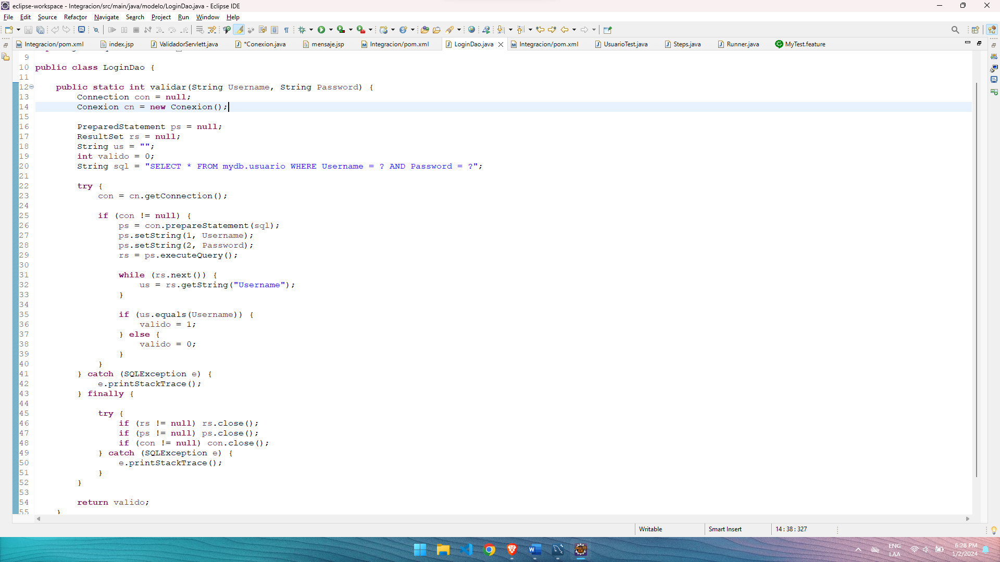 eclipse-workspace - Integracion/src/main/java/modelo/LoginDao.java - Eclipse IDE
File Edit Source Refactor Navigate Search Project Run Window Help
Integracion/pom.xml index.jsp ValidadorServlett.java *Conexion.java mensaje.jsp Integracion/pom.xml LoginDao.java Integracion/pom.xml UsuarioTest.java Steps.java Runner.java MyTest.feature
9
10 public class LoginDao {
11
12 public static int validar(String Username, String Password) {
13 Connection con = null;
14 Conexion cn = new Conexion();
15
16 PreparedStatement ps = null;
17 ResultSet rs = null;
18 String us = "";
19 int valido = 0;
20 String sql = "SELECT * FROM mydb.usuario WHERE Username = ? AND Password = ?";
21
22 try {
23 con = cn.getConnection();
24
25 if (con != null) {
26 ps = con.prepareStatement(sql);
27 ps.setString(1, Username);
28 ps.setString(2, Password);
29 rs = ps.executeQuery();
30
31 while (rs.next()) {
32 us = rs.getString("Username");
33 }
34
35 if (us.equals(Username)) {
36 valido = 1;
37 } else {
38 valido = 0;
39 }
40 }
41 } catch (SQLException e) {
42 e.printStackTrace();
43 } finally {
44
45 try {
46 if (rs != null) rs.close();
47 if (ps != null) ps.close();
48 if (con != null) con.close();
49 } catch (SQLException e) {
50 e.printStackTrace();
51 }
52 }
53
54 return valido;
55 }
Writable Smart Insert 14 : 38 : 327
ENG 6:28 PM
LAA 1/2/2024